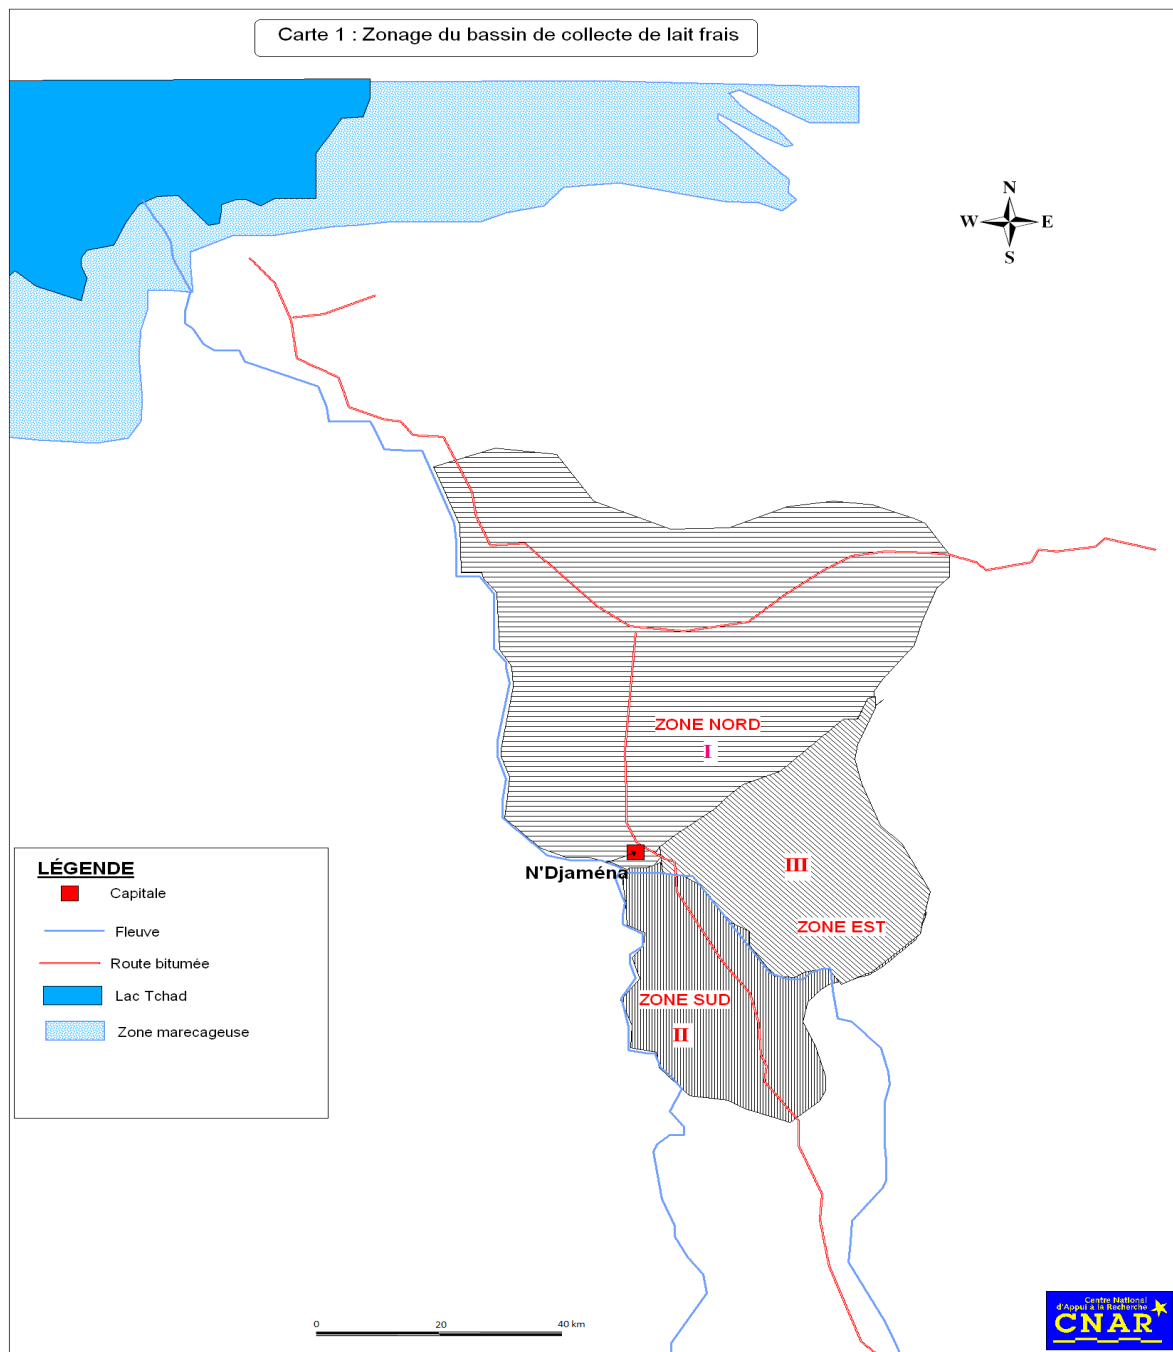 Carte 1 : Zonage du bassin de collecte de lait frais
N
W E
S
ZONE NORD
I
N'Djaména
III
ZONE EST
ZONE SUD
II
LÉGENDE
Capitale
Fleuve
Route bitumée
Lac Tchad
Zone marecageuse
0 20 40 km
Centre National
d'Appui a la Recherche
CNAR